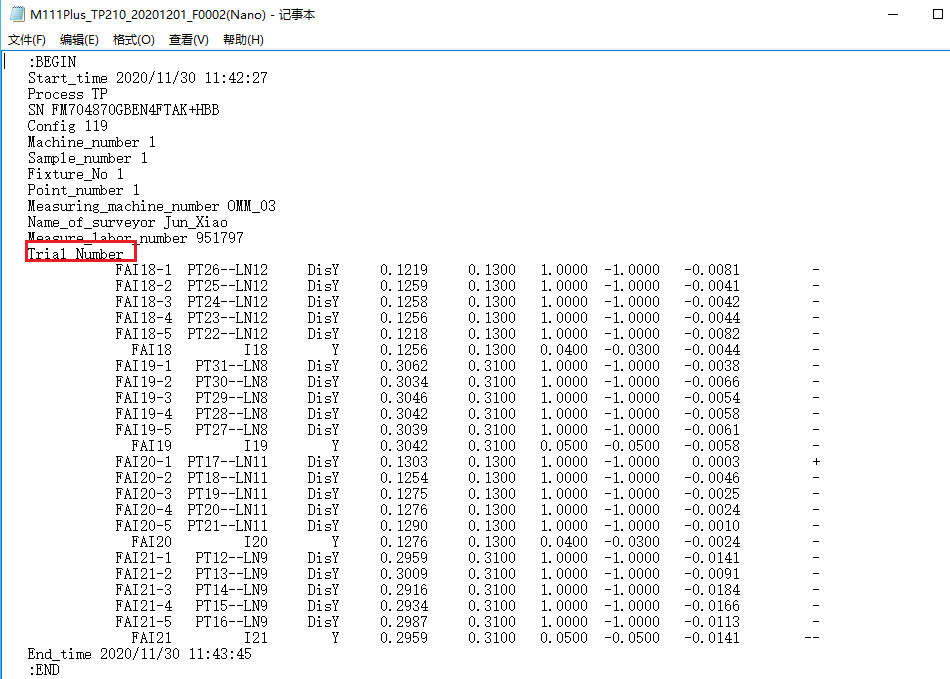 M111Plus_TP210_20201201_F0002(Nano) - 记事本
文件(F) 编辑(E) 格式(O) 查看(V) 帮助(H)
:BEGIN
Start_time 2020/11/30 11:42:27
Process TP
SN FM704870GBEN4FTAK+HBB
Config 119
Machine_number 1
Sample_number 1
Fixture_No 1
Point_number 1
Measuring_machine_number OMM_03
Name_of_surveyor Jun_Xiao
Measure_labor_number 951797
Trial_Number
FAI18-1 PT26--LN12 DisY 0.1219 0.1300 1.0000 -1.0000 -0.0081 -
FAI18-2 PT25--LN12 DisY 0.1259 0.1300 1.0000 -1.0000 -0.0041 -
FAI18-3 PT24--LN12 DisY 0.1258 0.1300 1.0000 -1.0000 -0.0042 -
FAI18-4 PT23--LN12 DisY 0.1256 0.1300 1.0000 -1.0000 -0.0044 -
FAI18-5 PT22--LN12 DisY 0.1218 0.1300 1.0000 -1.0000 -0.0082 -
FAI18 I18 Y 0.1256 0.1300 0.0400 -0.0300 -0.0044 -
FAI19-1 PT31--LN8 DisY 0.3062 0.3100 1.0000 -1.0000 -0.0038 -
FAI19-2 PT30--LN8 DisY 0.3034 0.3100 1.0000 -1.0000 -0.0066 -
FAI19-3 PT29--LN8 DisY 0.3046 0.3100 1.0000 -1.0000 -0.0054 -
FAI19-4 PT28--LN8 DisY 0.3042 0.3100 1.0000 -1.0000 -0.0058 -
FAI19-5 PT27--LN8 DisY 0.3039 0.3100 1.0000 -1.0000 -0.0061 -
FAI19 I19 Y 0.3042 0.3100 0.0500 -0.0500 -0.0058 -
FAI20-1 PT17--LN11 DisY 0.1303 0.1300 1.0000 -1.0000 0.0003 +
FAI20-2 PT18--LN11 DisY 0.1254 0.1300 1.0000 -1.0000 -0.0046 -
FAI20-3 PT19--LN11 DisY 0.1275 0.1300 1.0000 -1.0000 -0.0025 -
FAI20-4 PT20--LN11 DisY 0.1276 0.1300 1.0000 -1.0000 -0.0024 -
FAI20-5 PT21--LN11 DisY 0.1290 0.1300 1.0000 -1.0000 -0.0010 -
FAI20 I20 Y 0.1276 0.1300 0.0400 -0.0300 -0.0024 -
FAI21-1 PT12--LN9 DisY 0.2959 0.3100 1.0000 -1.0000 -0.0141 -
FAI21-2 PT13--LN9 DisY 0.3009 0.3100 1.0000 -1.0000 -0.0091 -
FAI21-3 PT14--LN9 DisY 0.2916 0.3100 1.0000 -1.0000 -0.0184 -
FAI21-4 PT15--LN9 DisY 0.2934 0.3100 1.0000 -1.0000 -0.0166 -
FAI21-5 PT16--LN9 DisY 0.2987 0.3100 1.0000 -1.0000 -0.0113 -
FAI21 I21 Y 0.2959 0.3100 0.0500 -0.0500 -0.0141 --
End_time 2020/11/30 11:43:45
:END